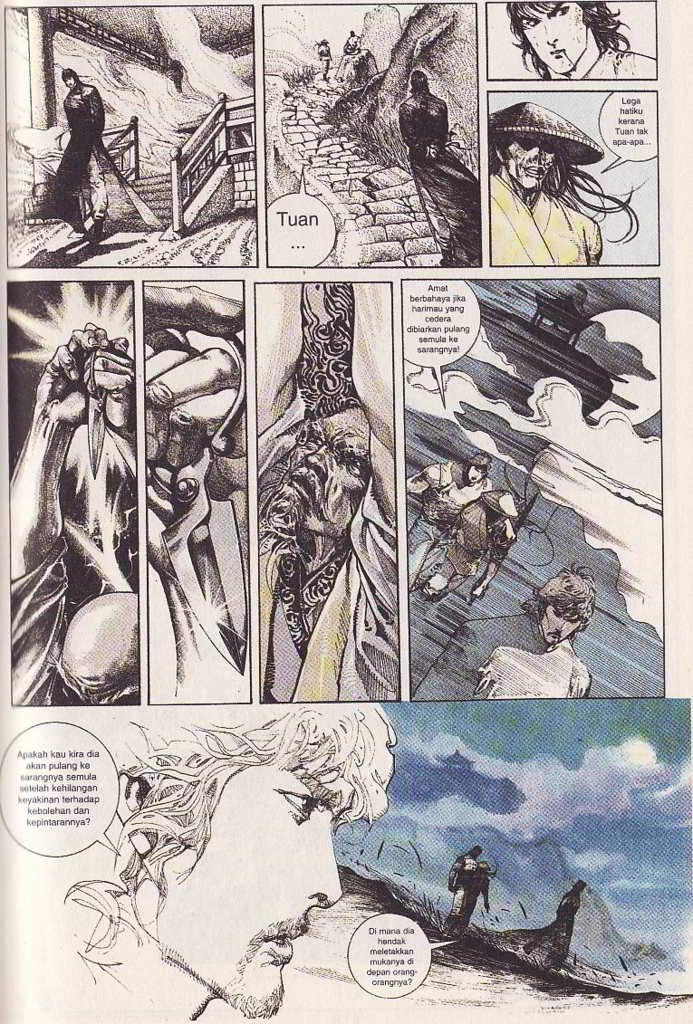 Tuan
...
Lega
hatiku
kerana
Tuan tak
apa-apa...
Amat
berbahaya jika
harimau yang
cedera
dibiarkan pulang
semula ke
sarangnya!
Apakah kau kira dia
akan pulang ke
sarangnya semula
setelah kehilangan
keyakinan terhadap
kebolehan dan
kepintarannya?
Di mana dia
hendak
meletakkan
mukanya di
depan orang-
orangnya?